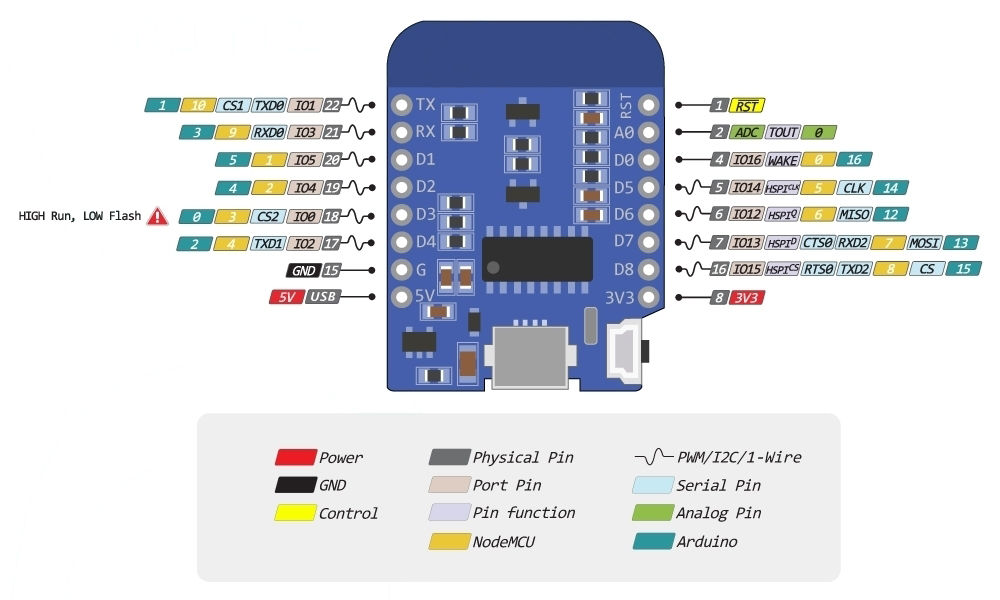 1 10 CS1 TXD0 IO1 22 TX RST 1 RST
3 9 RXD0 IO3 21 RX A0 2 ADC TOUT 0
5 1 IO5 20 D1 D0 4 IO16 WAKE 0 16
4 2 IO4 19 D2 D5 5 IO14 HSPICLK 5 CLK 14
HIGH Run, LOW Flash ! 0 3 CS2 IO0 18 D3 D6 6 IO12 HSPIQ 6 MISO 12
2 4 TXD1 IO2 17 D4 D7 7 IO13 HSPID CTS0 RXD2 7 MOSI 13
GND 15 G D8 16 IO15 HSPICS RTS0 TXD2 8 CS 15
5V USB 5V 3V3 8 3V3
Power Physical Pin PWM/I2C/1-Wire
GND Port Pin Serial Pin
Control Pin function Analog Pin
NodeMCU Arduino